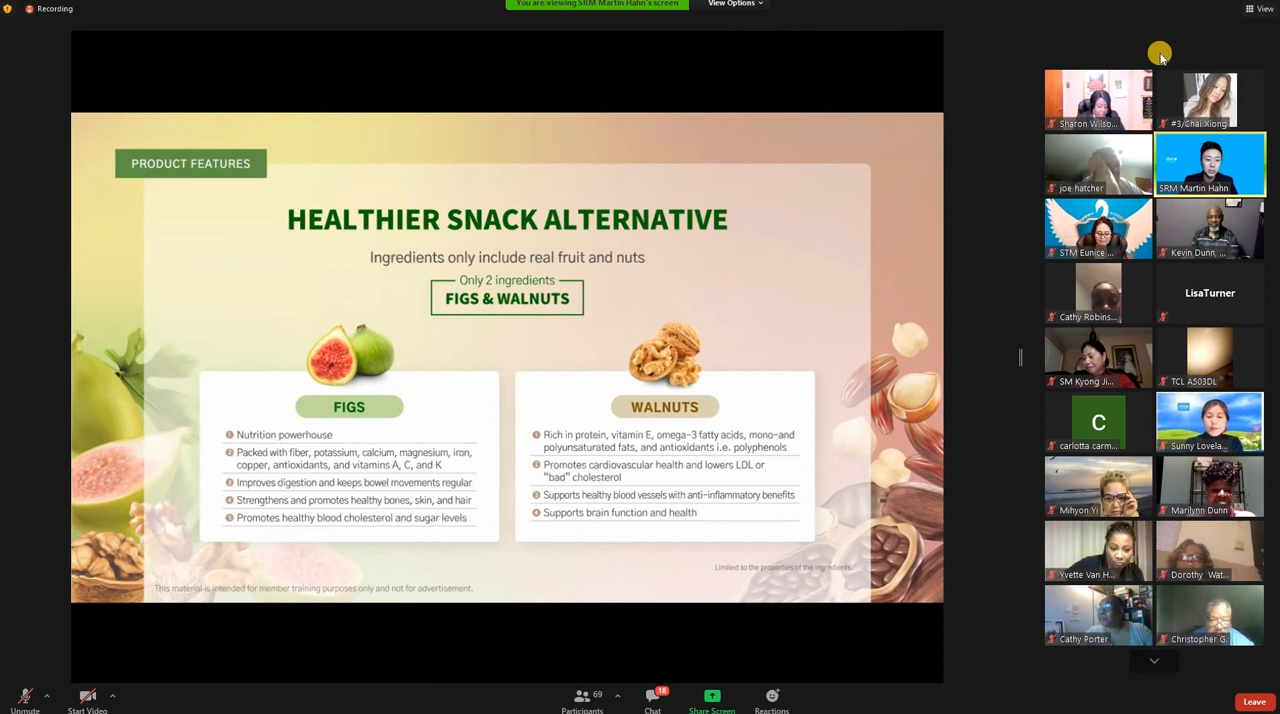 Recording
You are viewing SRM Martin Hahn's screen
View Options
View
PRODUCT FEATURES
HEALTHIER SNACK ALTERNATIVE
Ingredients only include real fruit and nuts
Only 2 ingredients
FIGS & WALNUTS
FIGS
1 Nutrition powerhouse
2 Packed with fiber, potassium, calcium, magnesium, iron,
copper, antioxidants, and vitamins A, C, and K
3 Improves digestion and keeps bowel movements regular
4 Strengthens and promotes healthy bones, skin, and hair
5 Promotes healthy blood cholesterol and sugar levels
WALNUTS
1 Rich in protein, vitamin E, omega-3 fatty acids, mono-and
polyunsaturated fats, and antioxidants i.e. polyphenols
2 Promotes cardiovascular health and lowers LDL or
"bad" cholesterol
3 Supports healthy blood vessels with anti-inflammatory benefits
4 Supports brain function and health
Limited to the properties of the ingredients.
This material is intended for member training purposes only and not for advertisement.
Sharon Wilso...
#3/Chai Xiong
joe hatcher
SRM Martin Hahn
STM Eunice ...
Kevin Dunn, ...
Cathy Robins...
LisaTurner
SM Kyong Ji...
TCL A503DL
C
carlotta carm...
Sunny Lovela...
Mihyon Yi
Marilynn Dunn
Yvette Van H...
Dorothy Wat...
Cathy Porter
Christopher G.
Unmute
Start Video
69
Participants
18
Chat
Share Screen
Reactions
Leave